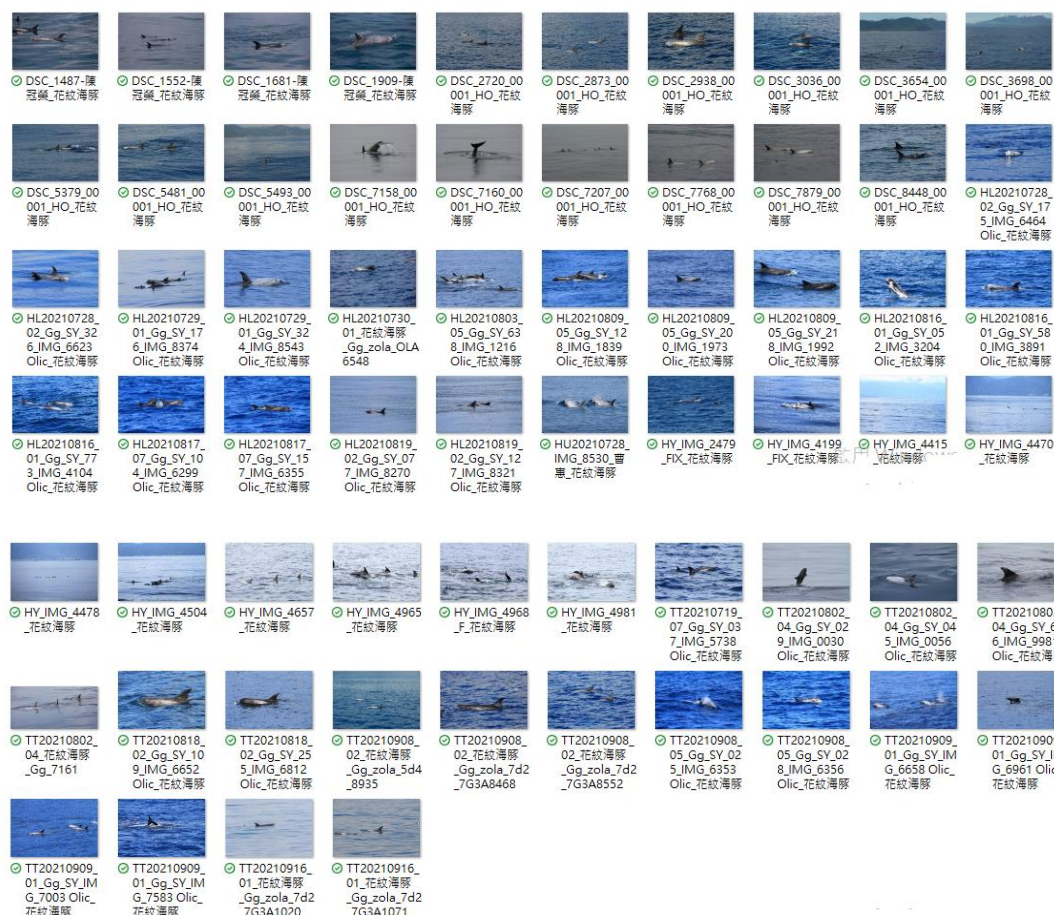 DSC_1487-陳
冠榮_花紋海豚
DSC_1552-陳
冠榮_花紋海豚
DSC_1681-陳
冠榮_花紋海豚
DSC_1909-陳
冠榮_花紋海豚
DSC_2720_00
001_HO_花紋
海豚
DSC_2873_00
001_HO_花紋
海豚
DSC_2938_00
001_HO_花紋
海豚
DSC_3036_00
001_HO_花紋
海豚
DSC_3654_00
001_HO_花紋
海豚
DSC_3698_00
001_HO_花紋
海豚
DSC_5379_00
001_HO_花紋
海豚
DSC_5481_00
001_HO_花紋
海豚
DSC_5493_00
001_HO_花紋
海豚
DSC_7158_00
001_HO_花紋
海豚
DSC_7160_00
001_HO_花紋
海豚
DSC_7207_00
001_HO_花紋
海豚
DSC_7768_00
001_HO_花紋
海豚
DSC_7879_00
001_HO_花紋
海豚
DSC_8448_00
001_HO_花紋
海豚
HL20210728_
02_Gg_SY_17
5_IMG_6464
Olic_花紋海豚
HL20210728_
02_Gg_SY_32
6_IMG_6623
Olic_花紋海豚
HL20210729_
01_Gg_SY_17
6_IMG_8374
Olic_花紋海豚
HL20210729_
01_Gg_SY_32
4_IMG_8543
Olic_花紋海豚
HL20210730_
01_花紋海豚
_Gg_zola_OLA
6548
HL20210803_
05_Gg_SY_63
8_IMG_1216
Olic_花紋海豚
HL20210809_
05_Gg_SY_12
8_IMG_1839
Olic_花紋海豚
HL20210809_
05_Gg_SY_20
0_IMG_1973
Olic_花紋海豚
HL20210809_
05_Gg_SY_21
8_IMG_1992
Olic_花紋海豚
HL20210816_
01_Gg_SY_05
2_IMG_3204
Olic_花紋海豚
HL20210816_
01_Gg_SY_58
0_IMG_3891
Olic_花紋海豚
HL20210816_
01_Gg_SY_77
3_IMG_4104
Olic_花紋海豚
HL20210817_
07_Gg_SY_10
4_IMG_6299
Olic_花紋海豚
HL20210817_
07_Gg_SY_15
7_IMG_6355
Olic_花紋海豚
HL20210819_
02_Gg_SY_07
7_IMG_8270
Olic_花紋海豚
HL20210819_
02_Gg_SY_12
7_IMG_8321
Olic_花紋海豚
HU20210728_
IMG_8530_曹
惠_花紋海豚
HY_IMG_2479
_FIX_花紋海豚
HY_IMG_4199
_FIX_花紋海豚
HY_IMG_4415
_花紋海豚
HY_IMG_4470
_花紋海豚
HY_IMG_4478
_花紋海豚
HY_IMG_4504
_花紋海豚
HY_IMG_4657
_花紋海豚
HY_IMG_4965
_花紋海豚
HY_IMG_4968
_F_花紋海豚
HY_IMG_4981
_花紋海豚
TT20210719_
07_Gg_SY_03
7_IMG_5738
Olic_花紋海豚
TT20210802_
04_Gg_SY_02
9_IMG_0030
Olic_花紋海豚
TT20210802_
04_Gg_SY_04
5_IMG_0056
Olic_花紋海豚
TT2021080
04_Gg_SY_6
6_IMG_9981
Olic_花紋海
TT20210802_
04_花紋海豚
_Gg_7161
TT20210818_
02_Gg_SY_10
9_IMG_6652
Olic_花紋海豚
TT20210818_
02_Gg_SY_25
5_IMG_6812
Olic_花紋海豚
TT20210908_
02_花紋海豚
_Gg_zola_5d4
_8935
TT20210908_
02_花紋海豚
_Gg_zola_7d2
_7G3A8468
TT20210908_
02_花紋海豚
_Gg_zola_7d2
_7G3A8552
TT20210908_
05_Gg_SY_02
5_IMG_6353
Olic_花紋海豚
TT20210908_
05_Gg_SY_02
8_IMG_6356
Olic_花紋海豚
TT20210909_
01_Gg_SY_IM
G_6658 Olic_
花紋海豚
TT2021090
01_Gg_SY_I
G_6961 Olic
花紋海豚
TT20210909_
01_Gg_SY_IM
G_7003 Olic_
花紋海豚
TT20210909_
01_Gg_SY_IM
G_7583 Olic_
花紋海豚
TT20210916_
01_花紋海豚
_Gg_zola_7d2
7G3A1020
TT20210916_
01_花紋海豚
_Gg_zola_7d2
7G3A1071